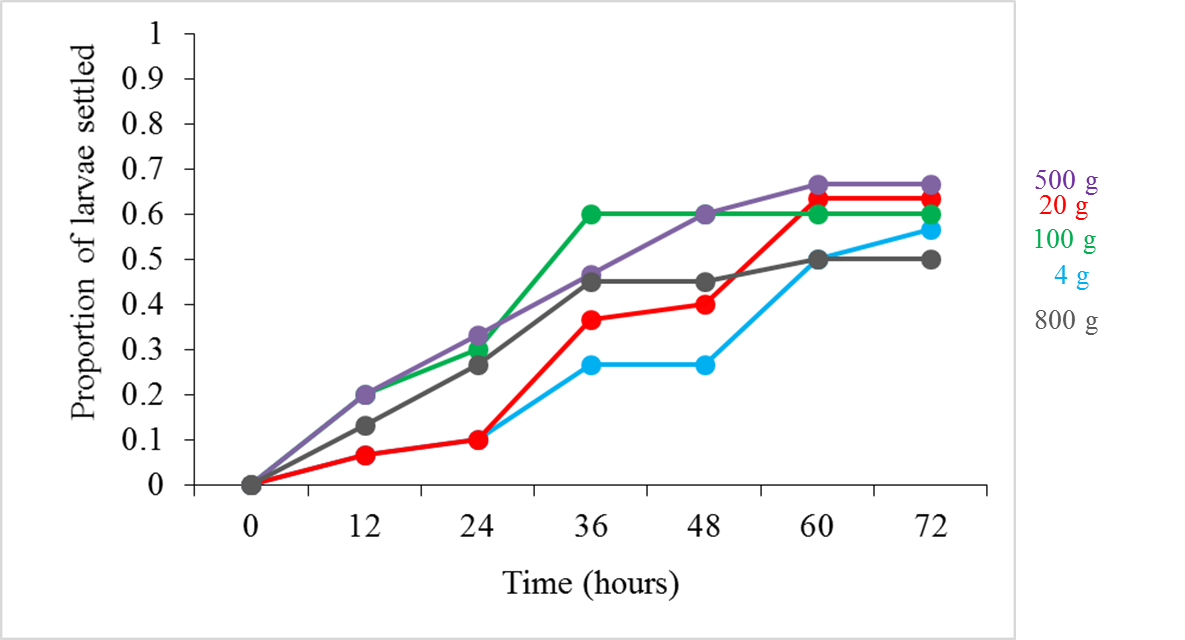 Proportion of larvae settled
1
0.9
0.8
0.7
0.6
0.5
0.4
0.3
0.2
0.1
0
0 12 24 36 48 60 72
Time (hours)
500 g
20 g
100 g
4 g
800 g